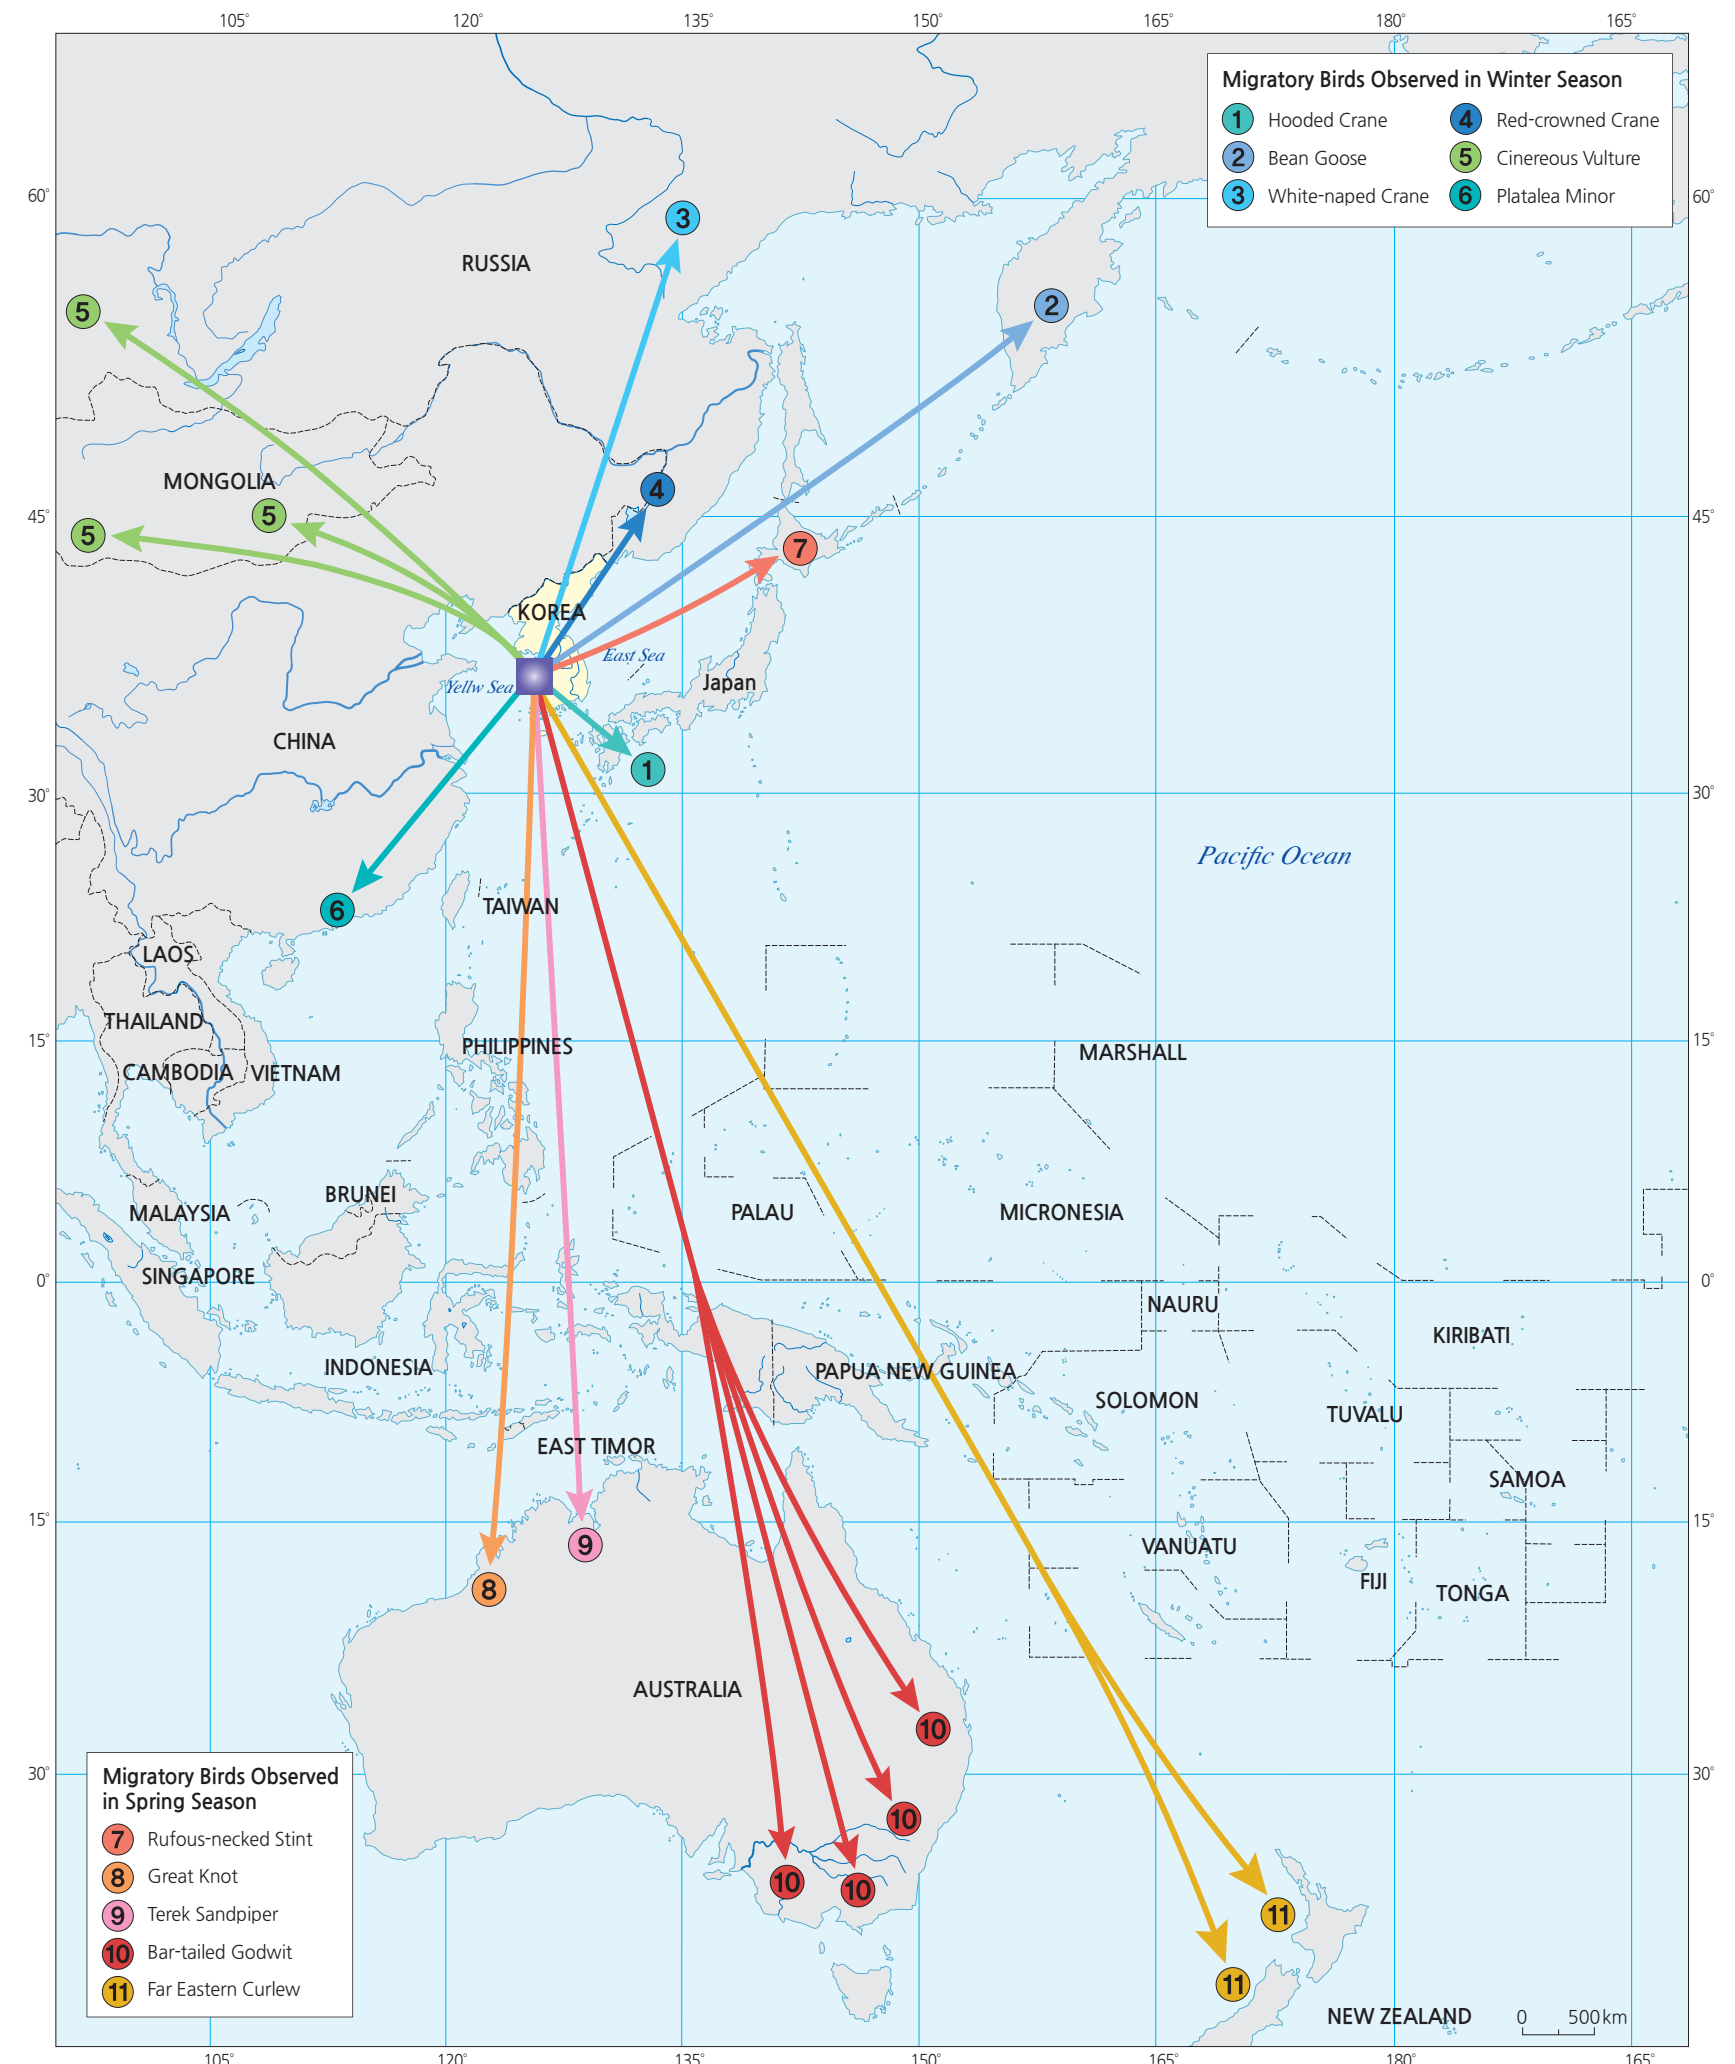 105° 120° 135° 150° 165° 180° 165°
Migratory Birds Observed in Winter Season
1 Hooded Crane 4 Red-crowned Crane
2 Bean Goose 5 Cinereous Vulture
3 White-naped Crane 6 Platalea Minor
60° 60°
3
RUSSIA
2
5
MONGOLIA
4
5
45° 45°
5
7
KOREA
East Sea
Japan
Yellw Sea
CHINA
1
30° 30°
Pacific Ocean
6
TAIWAN
LAOS
THAILAND
15° 15°
PHILIPPINES
MARSHALL
CAMBODIA VIETNAM
BRUNEI
MALAYSIA
PALAU
MICRONESIA
SINGAPORE
0° 0°
NAURU
KIRIBATI
INDONESIA
PAPUA NEW GUINEA
SOLOMON
TUVALU
EAST TIMOR
SAMOA
15° 15°
9
VANUATU
8
FIJI
TONGA
AUSTRALIA
10
30° 30°
Migratory Birds Observed
in Spring Season
7 Rufous-necked Stint
8 Great Knot
9 Terek Sandpiper
10 Bar-tailed Godwit
11 Far Eastern Curlew
10
10
10
11
11
NEW ZEALAND
0 500 km
105° 120° 135° 150° 165° 180° 165°